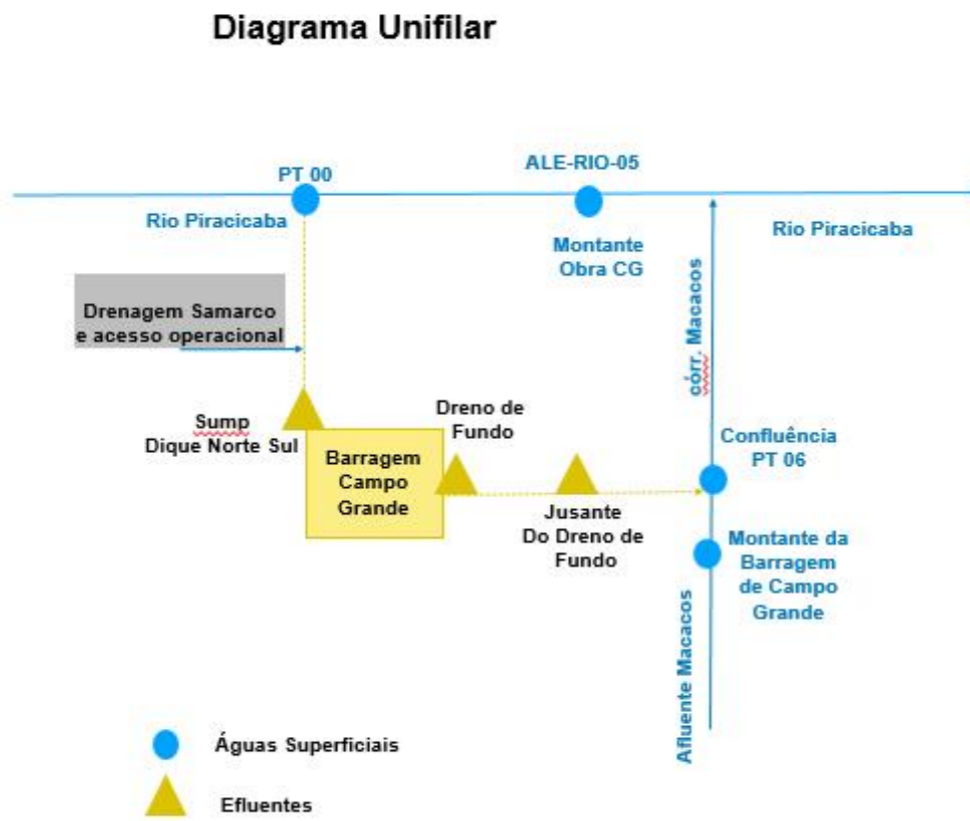 Diagrama Unifilar
PT 00
ALE-RIO-05
Rio Piracicaba
Montante
Obra CG
Rio Piracicaba
Drenagem Samarco
e acesso operacional
córr. Macacos
Sump
Dique Norte Sul
Dreno de
Fundo
Barragem
Campo
Grande
Confluência
PT 06
Jusante
Do Dreno de
Fundo
Montante da
Barragem
de Campo
Grande
Afluente Macacos
Águas Superficiais
Efluentes